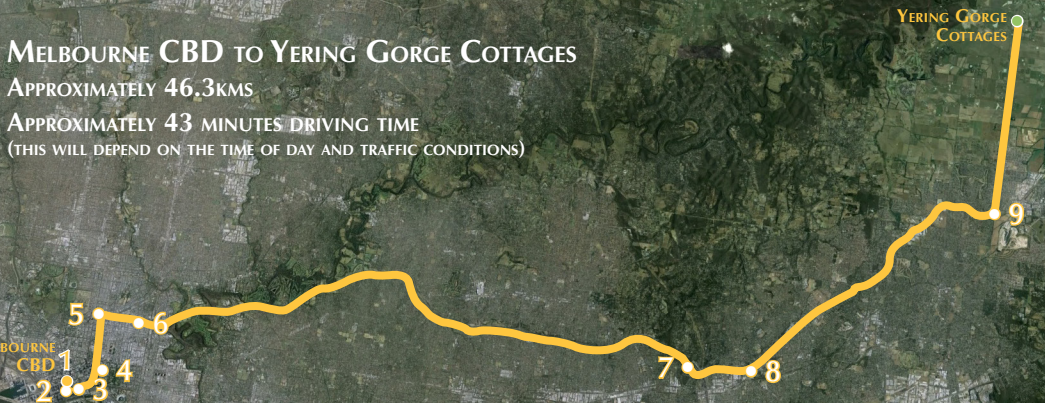 Yering Gorge
Cottages
Melbourne CBD to Yering Gorge Cottages
Approximately 46.3kms
Approximately 43 minutes driving time
(this will depend on the time of day and traffic conditions)
9
5
6
bourne
CBD
1
2
3
4
7
8